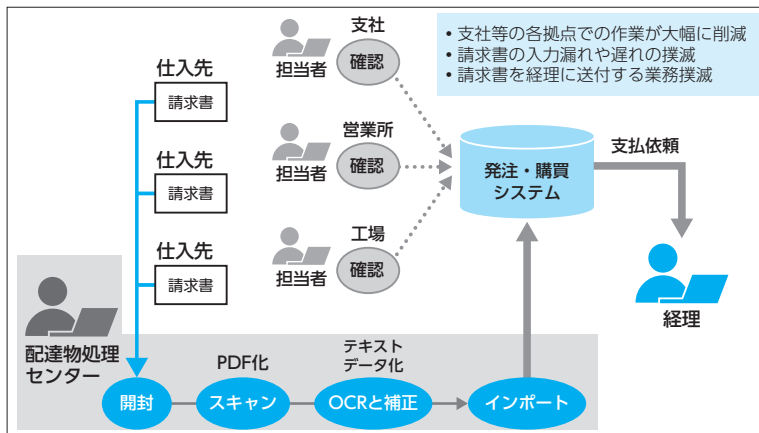 • 支社等の各拠点での作業が大幅に削減
• 請求書の入力漏れや遅れの撲滅
• 請求書を経理に送付する業務撲滅
仕入先
請求書
仕入先
請求書
仕入先
請求書
支社
確認
担当者
営業所
確認
担当者
工場
確認
担当者
発注・購買
システム
支払依頼
経理
配達物処理
センター
開封
PDF化
スキャン
テキスト
データ化
OCRと補正
インポート